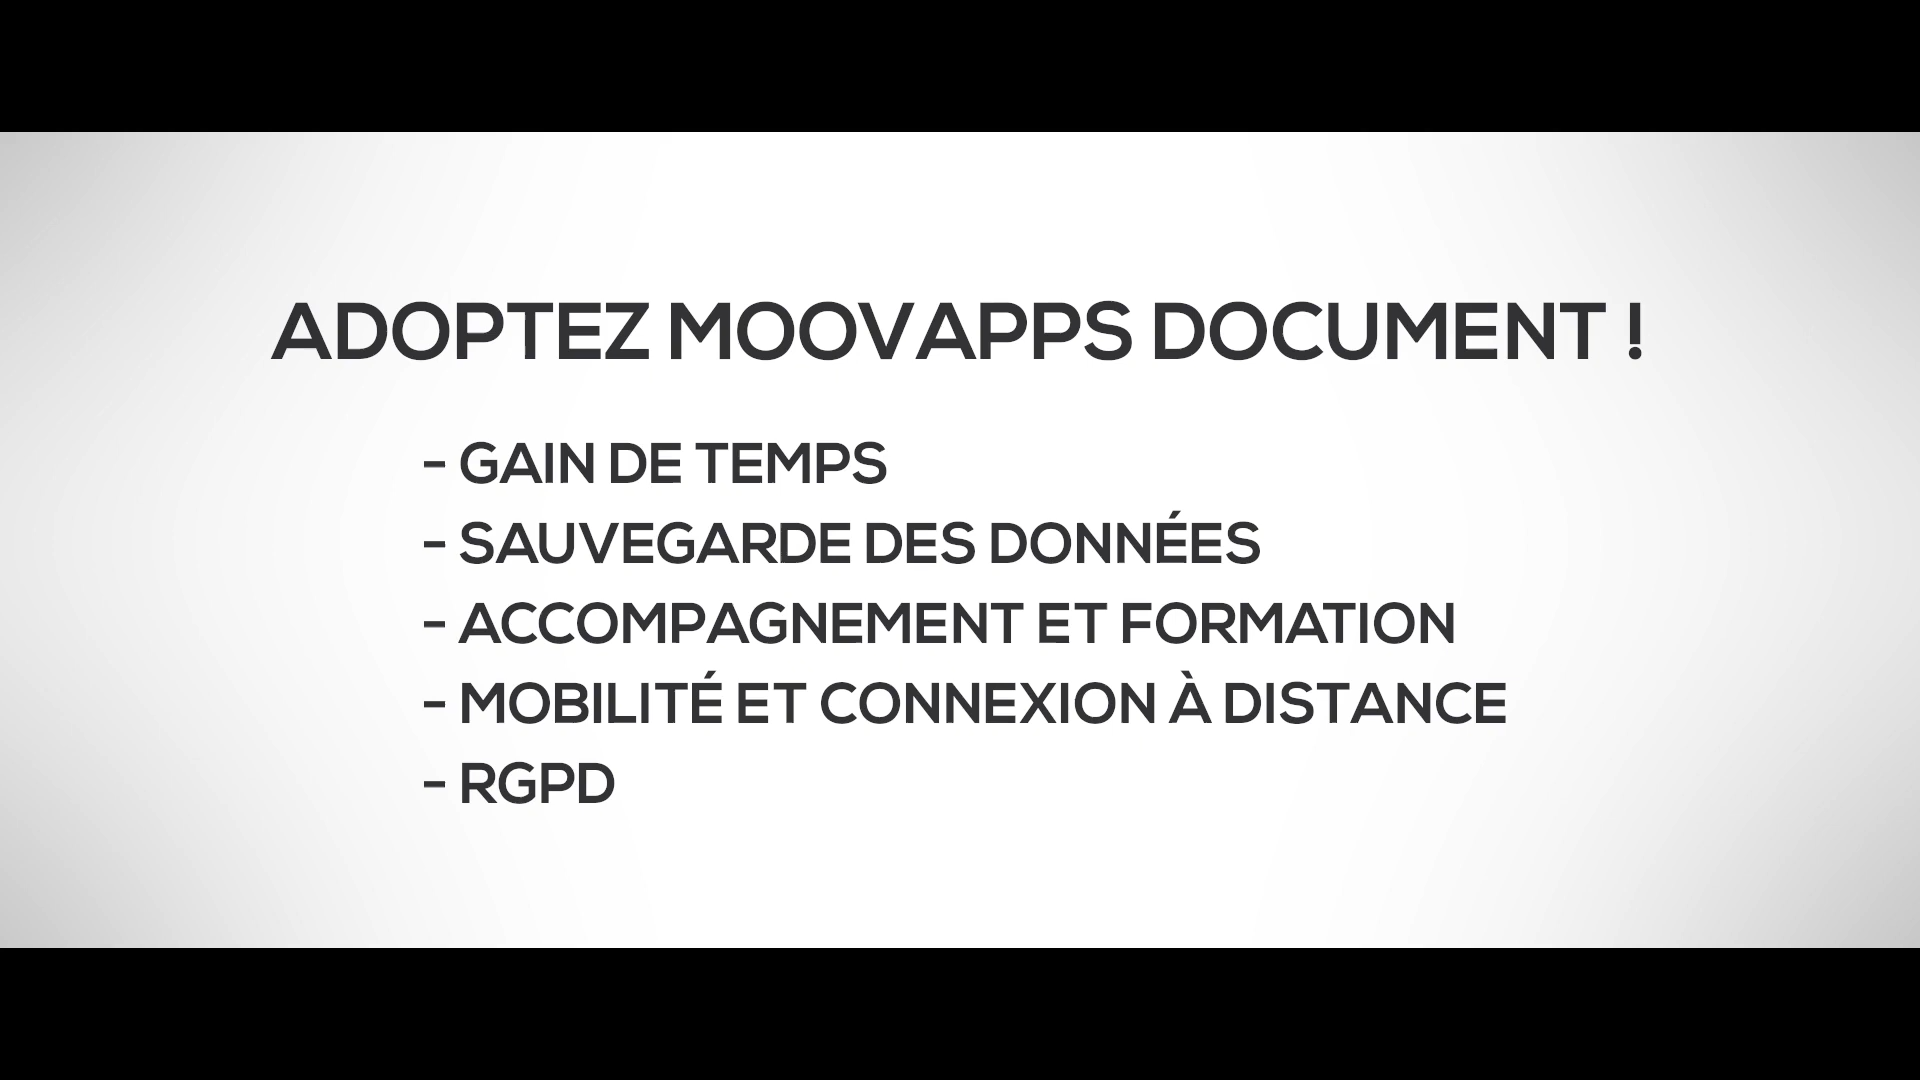 ADOPTEZ MOOVAPPS DOCUMENT !
- GAIN DE TEMPS
- SAUVEGARDE DES DONNÉES
- ACCOMPAGNEMENT ET FORMATION
- MOBILITÉ ET CONNEXION À DISTANCE
- RGPD